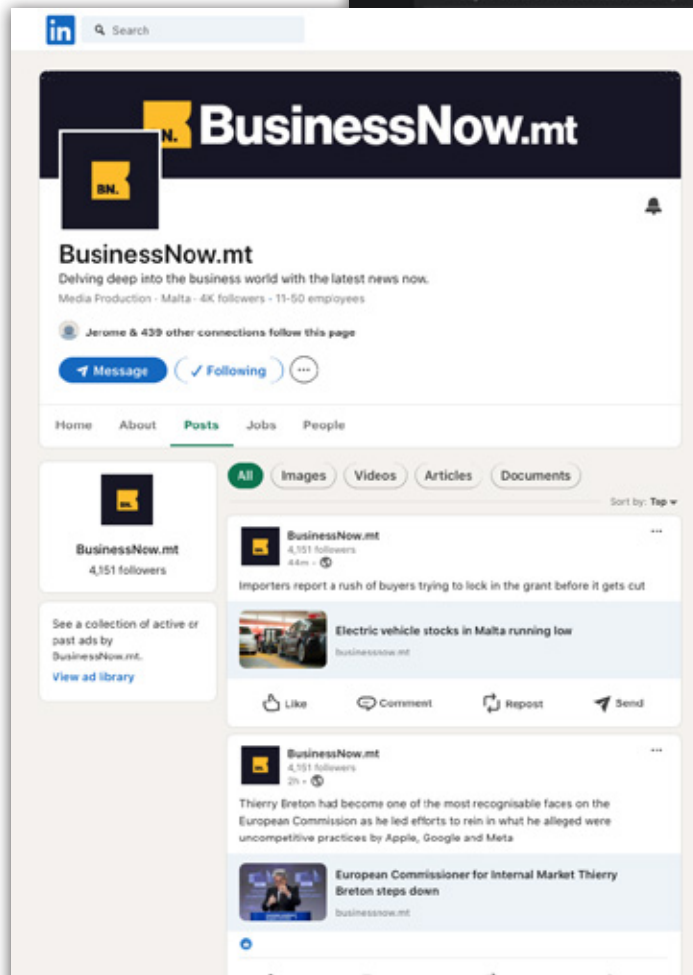 in
Search
BN. BusinessNow.mt
BN.
BusinessNow.mt
Delving deep into the business world with the latest news now.
Media Production · Malta · 4K followers · 11-50 employees
Jerome & 439 other connections follow this page
Message
Following
Home About Posts Jobs People
All Images Videos Articles Documents
Sort by: Top
BN.
BusinessNow.mt
4,151 followers
See a collection of active or
past ads by
BusinessNow.mt.
View ad library
BusinessNow.mt
4,151 followers
44m •
Importers report a rush of buyers trying to lock in the grant before it gets cut
Electric vehicle stocks in Malta running low
businessnow.mt
Like Comment Repost Send
BusinessNow.mt
4,151 followers
2h •
Thierry Breton had become one of the most recognisable faces on the
European Commission as he led efforts to rein in what he alleged were
uncompetitive practices by Apple, Google and Meta
European Commissioner for Internal Market Thierry
Breton steps down
businessnow.mt